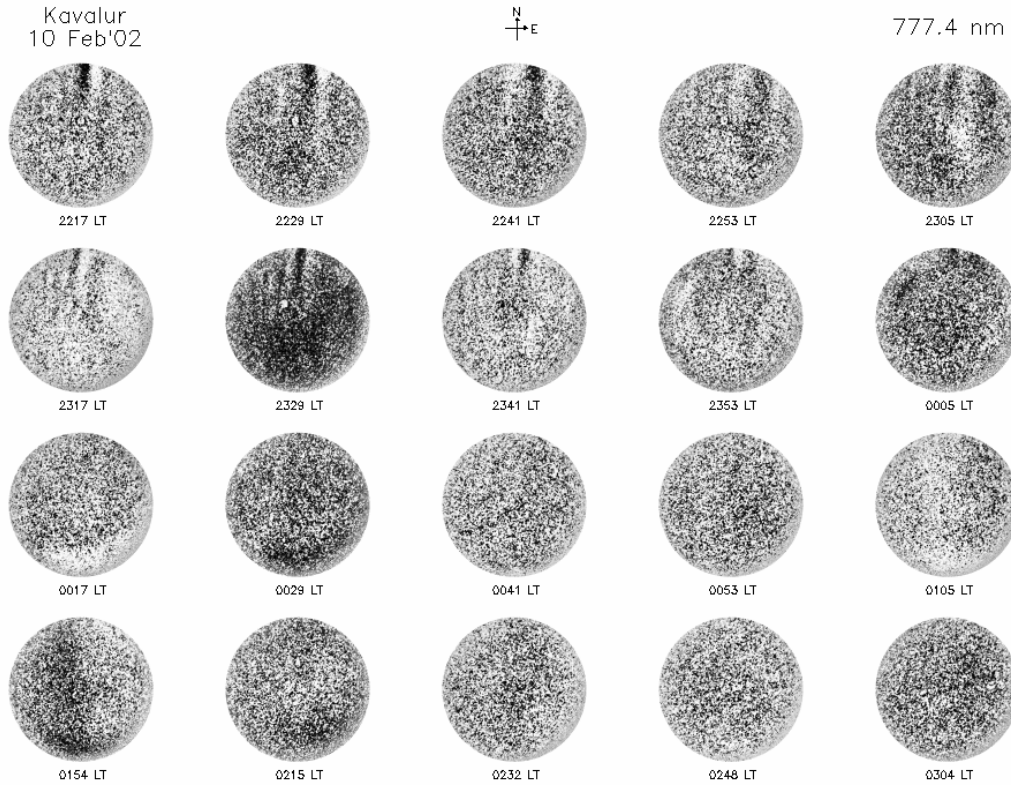 Kavalur
10 Feb'02
N
E
777.4 nm
2217 LT
2229 LT
2241 LT
2253 LT
2305 LT
2317 LT
2329 LT
2341 LT
2353 LT
0005 LT
0017 LT
0029 LT
0041 LT
0053 LT
0105 LT
0154 LT
0215 LT
0232 LT
0248 LT
0304 LT